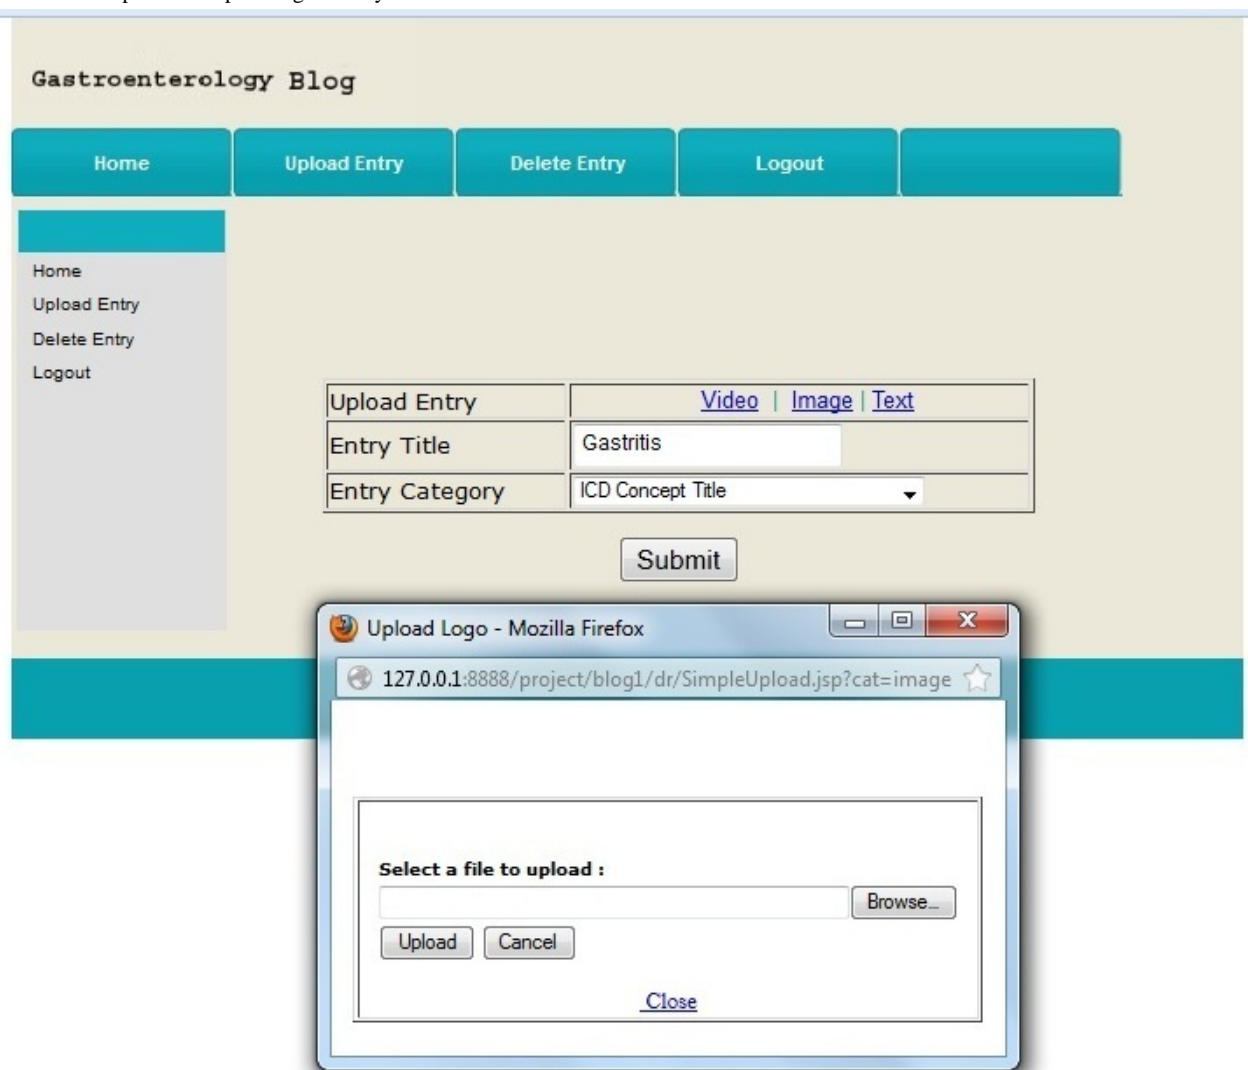 Gastroenterology Blog
Home Upload Entry Delete Entry Logout
Home
Upload Entry
Delete Entry
Logout
Upload Entry Video | Image | Text
Entry Title Gastritis
Entry Category ICD Concept Title
Submit
Upload Logo - Mozilla Firefox
127.0.0.1:8888/project/blog1/dr/SimpleUpload.jsp?cat=image
Select a file to upload :
Browse...
Upload Cancel
Close